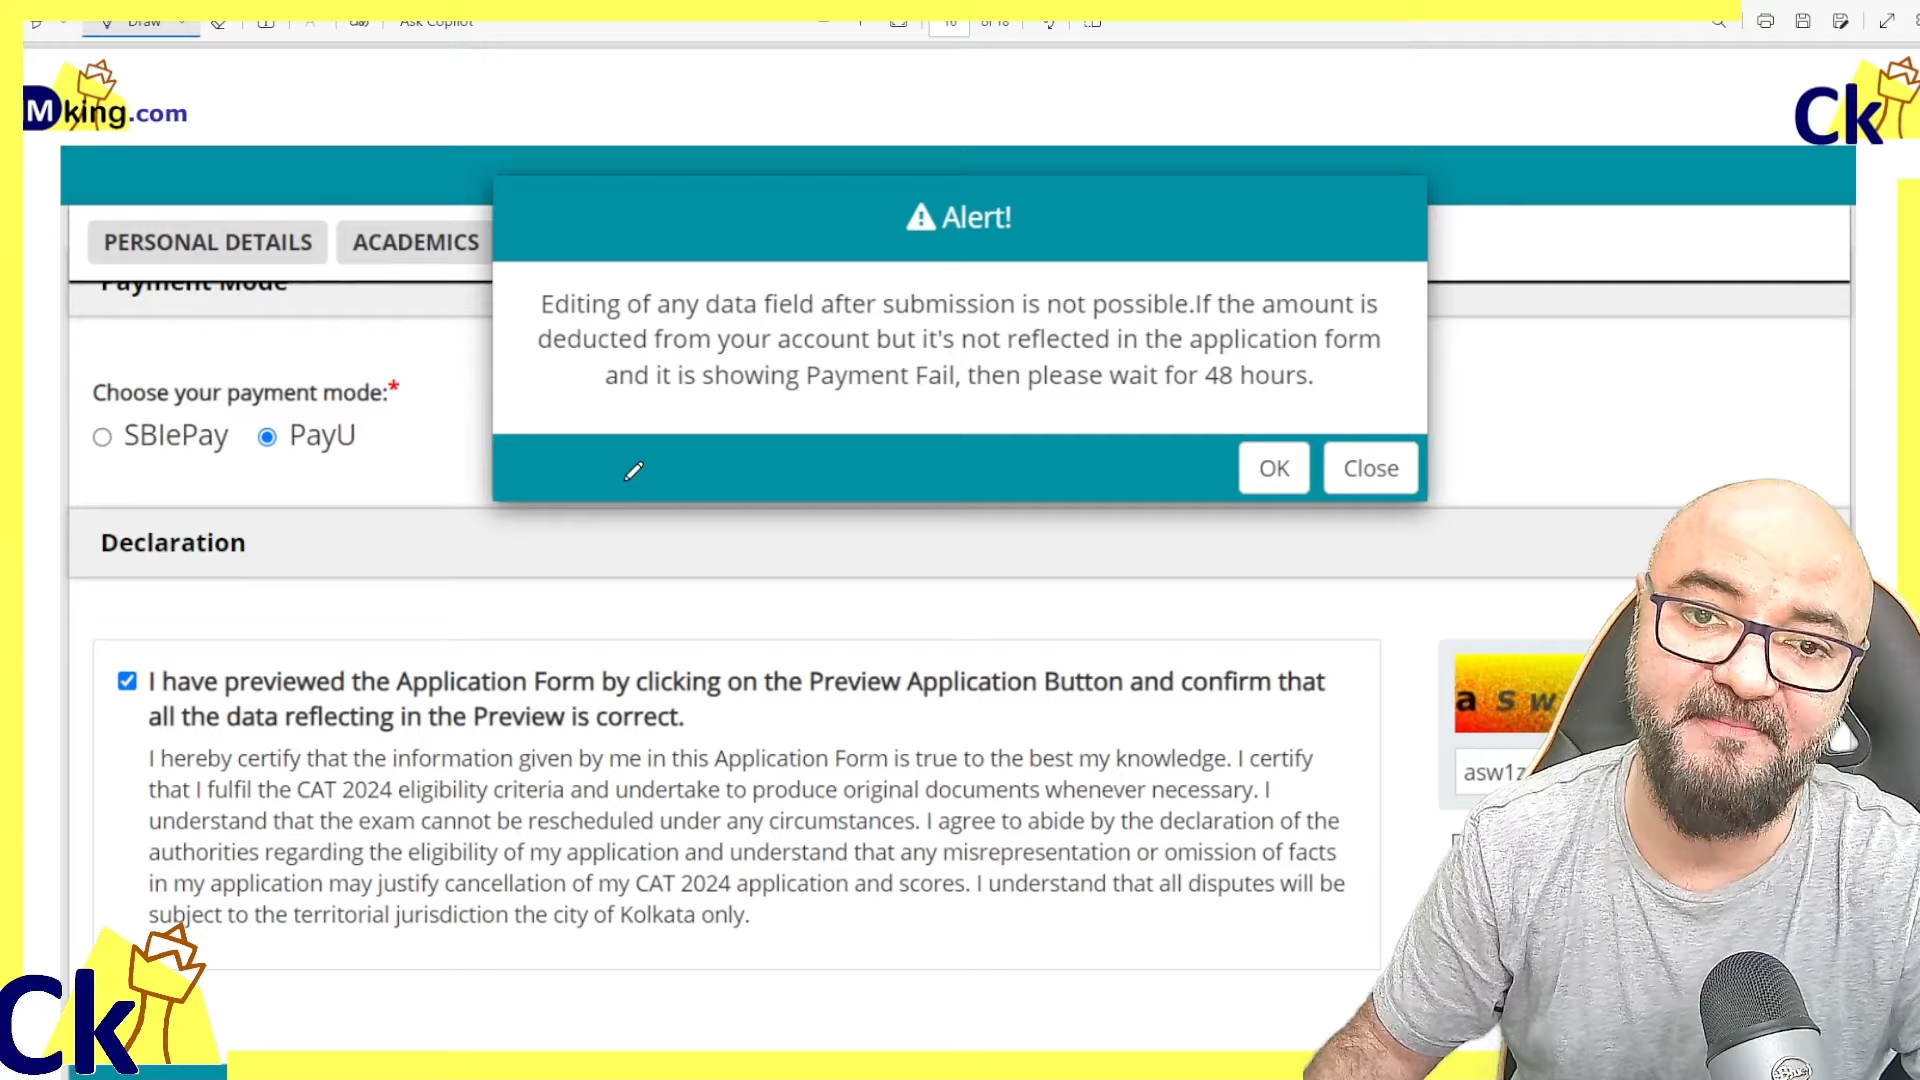 Draw
Ask Copilot
16 of 18
Mking.com
Ck
Alert!
PERSONAL DETAILS
ACADEMICS
Payment Mode
Editing of any data field after submission is not possible.If the amount is
deducted from your account but it's not reflected in the application form
and it is showing Payment Fail, then please wait for 48 hours.
Choose your payment mode:*
SBIePay PayU
OK Close
Declaration
I have previewed the Application Form by clicking on the Preview Application Button and confirm that
all the data reflecting in the Preview is correct.
I hereby certify that the information given by me in this Application Form is true to the best my knowledge. I certify
that I fulfil the CAT 2024 eligibility criteria and undertake to produce original documents whenever necessary. I
understand that the exam cannot be rescheduled under any circumstances. I agree to abide by the declaration of the
authorities regarding the eligibility of my application and understand that any misrepresentation or omission of facts
in my application may justify cancellation of my CAT 2024 application and scores. I understand that all disputes will be
subject to the territorial jurisdiction the city of Kolkata only.
a s w
asw1z
Ck